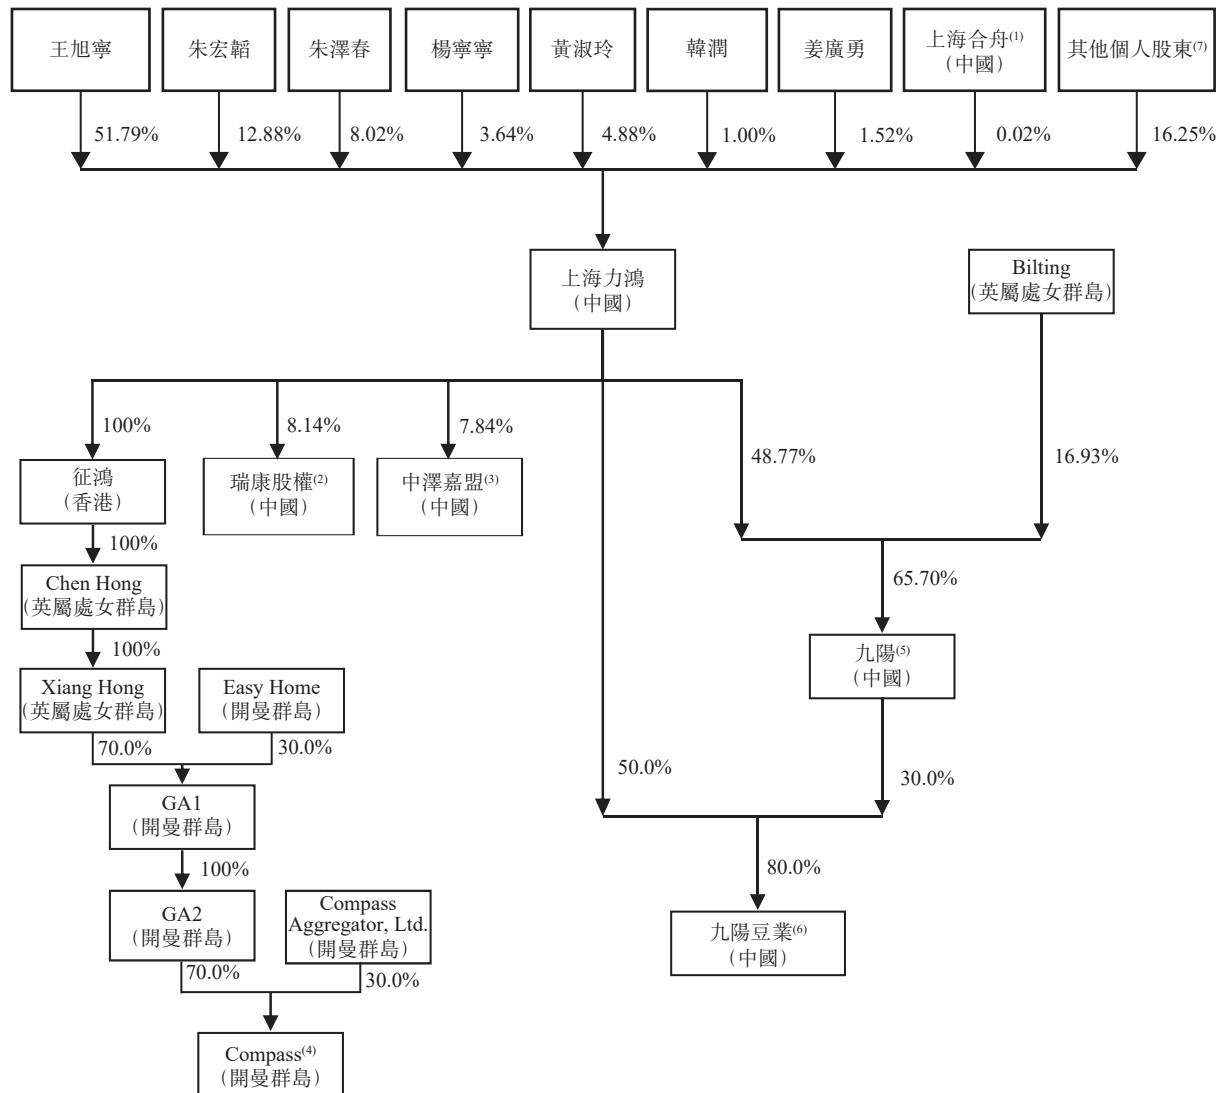 王旭寧
朱宏韜
朱澤春
楊寧寧
黃淑玲
韓潤
姜廣勇
上海合舟(1)
(中國)
其他個人股東(7)
51.79%
12.88%
8.02%
3.64%
4.88%
1.00%
1.52%
0.02%
16.25%
上海力鴻
(中國)
Bilting
(英屬處女群島)
100%
8.14%
7.84%
48.77%
16.93%
征鴻
(香港)
瑞康股權(2)
(中國)
中澤嘉盟(3)
(中國)
100%
Chen Hong
(英屬處女群島)
65.70%
100%
九陽(5)
(中國)
Xiang Hong
(英屬處女群島)
Easy Home
(開曼群島)
70.0%
30.0%
50.0%
30.0%
GA1
(開曼群島)
100%
80.0%
GA2
(開曼群島)
Compass
Aggregator, Ltd.
(開曼群島)
九陽豆業(6)
(中國)
70.0%
30.0%
Compass(4)
(開曼群島)